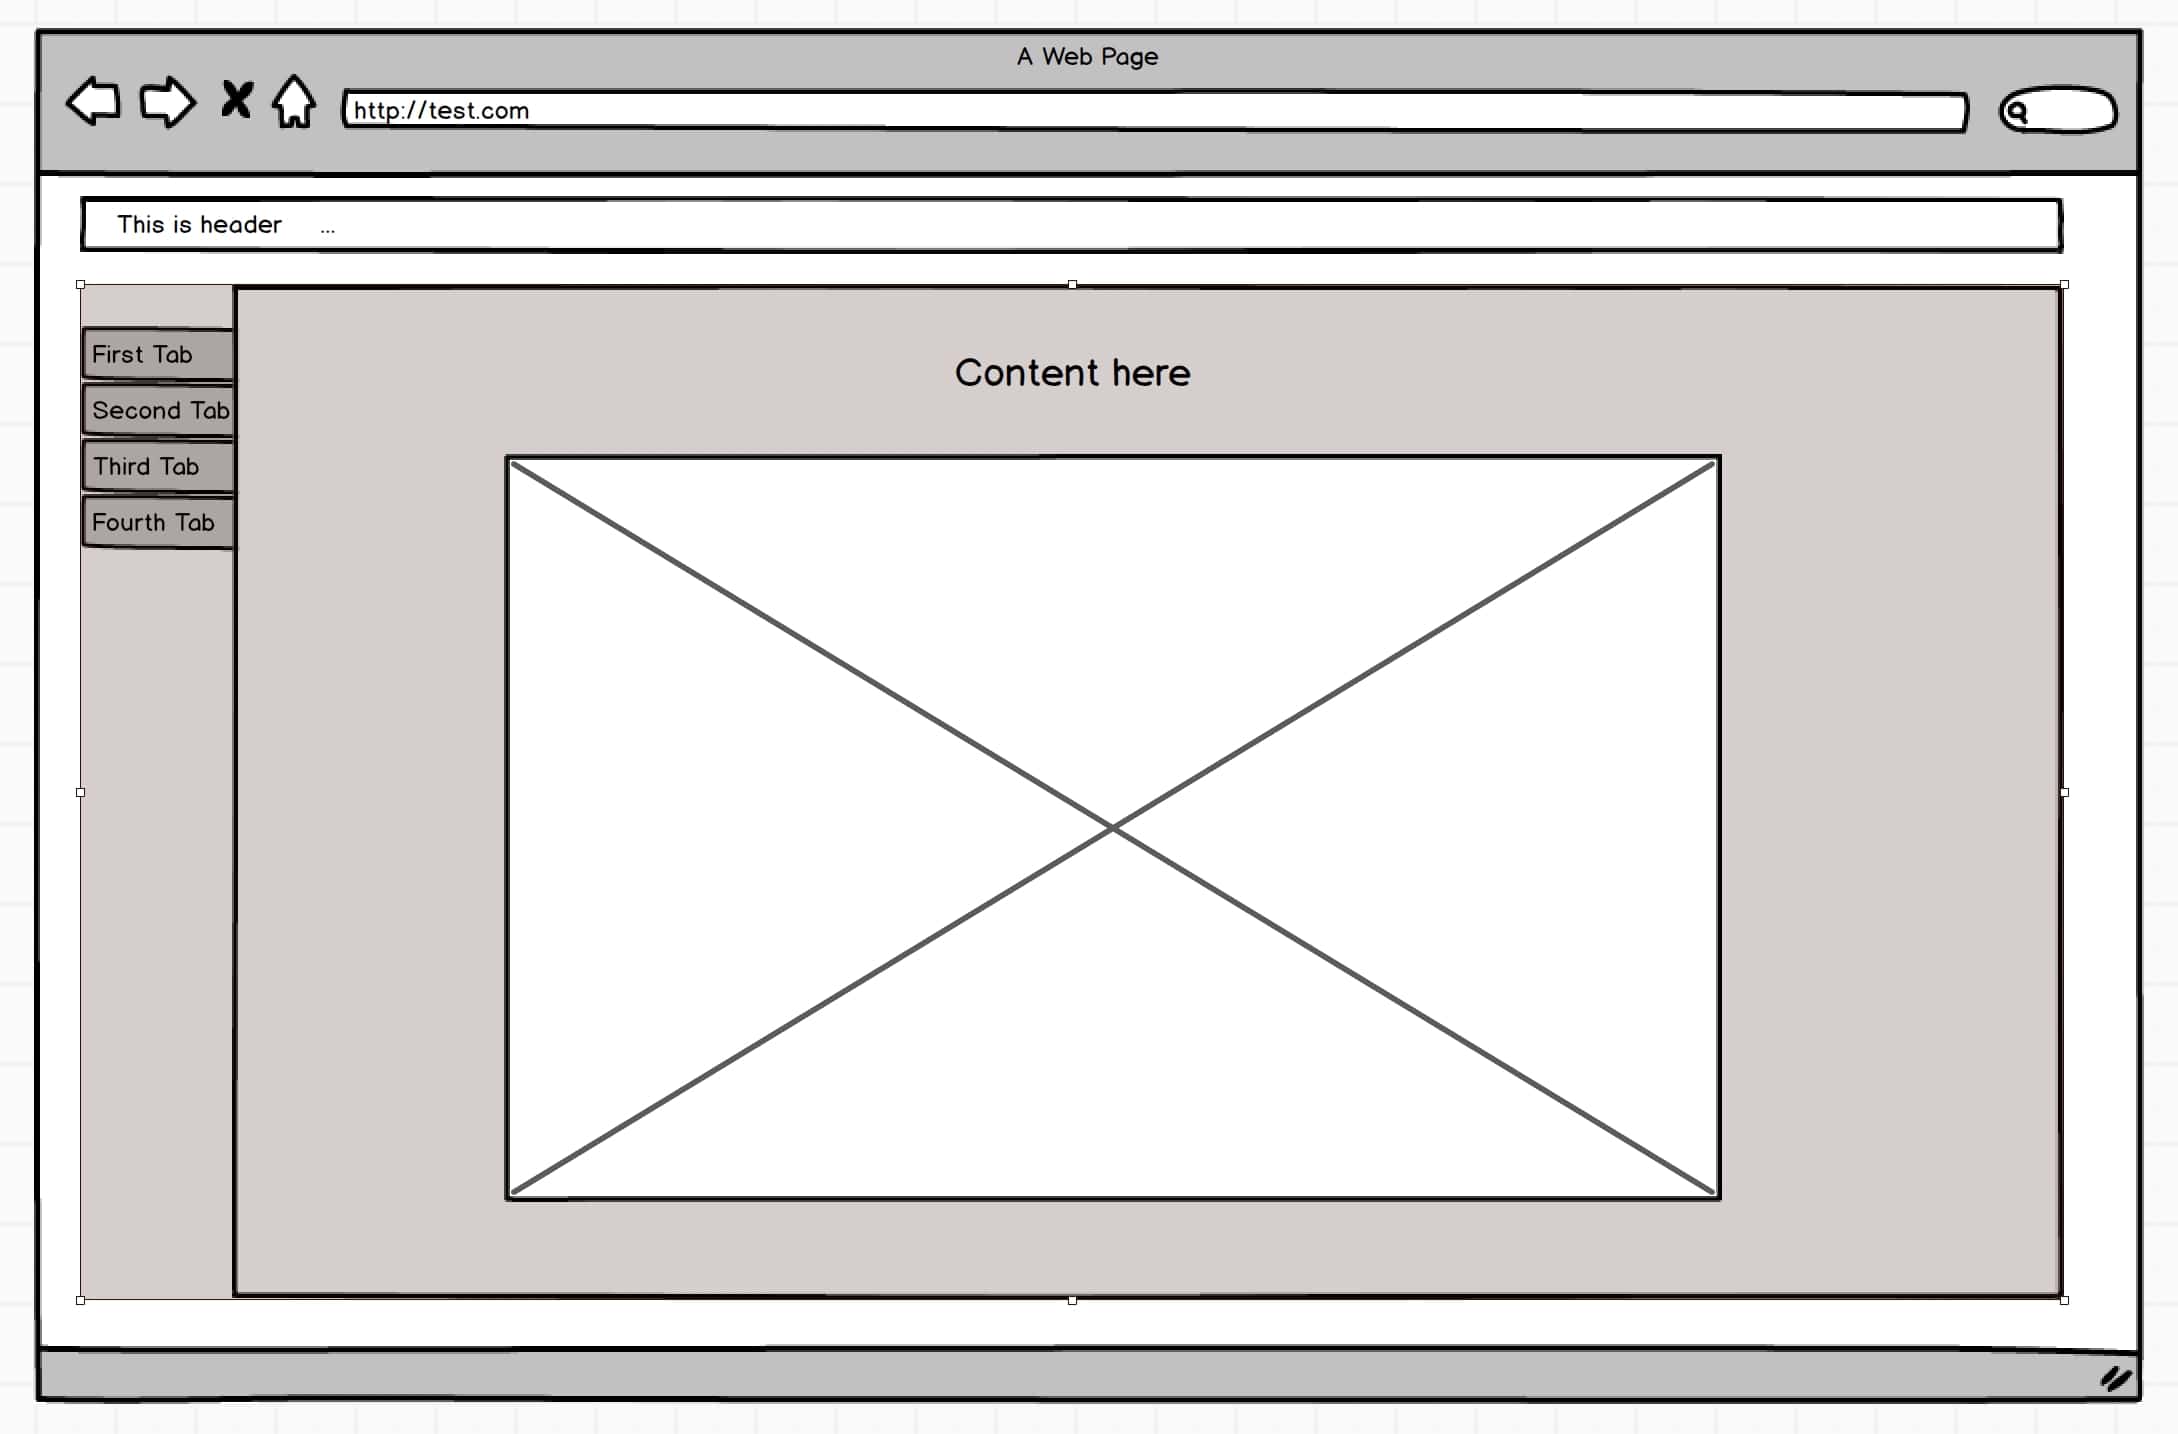 A Web Page
http://test.com
This is header ...
First Tab
Second Tab
Third Tab
Fourth Tab
Content here